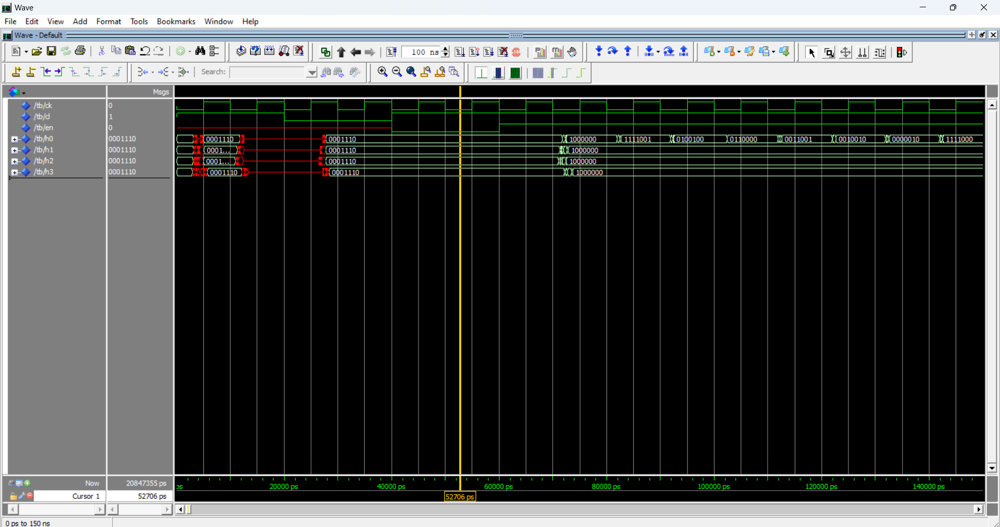 Wave
File Edit View Add Format Tools Bookmarks Window Help
Wave - Default
100 ns
Search:
Msgs
/tb/ck 0
/tb/cl 1
/tb/en 0
/tb/h0 0001110 0001110 0001110 1000000 1111001 0100100 0110000 0011001 0010010 0000010 1111000
/tb/h1 0001110 0001... 0001110 1000000
/tb/h2 0001110 0001... 0001110 1000000
/tb/h3 0001110 0001110 0001110 1000000
Now 20847355 ps ps 20000 ps 40000 ps 60000 ps 80000 ps 100000 ps 120000 ps 140000 ps
Cursor 1 52706 ps 52706 ps
0 ps to 150 ns